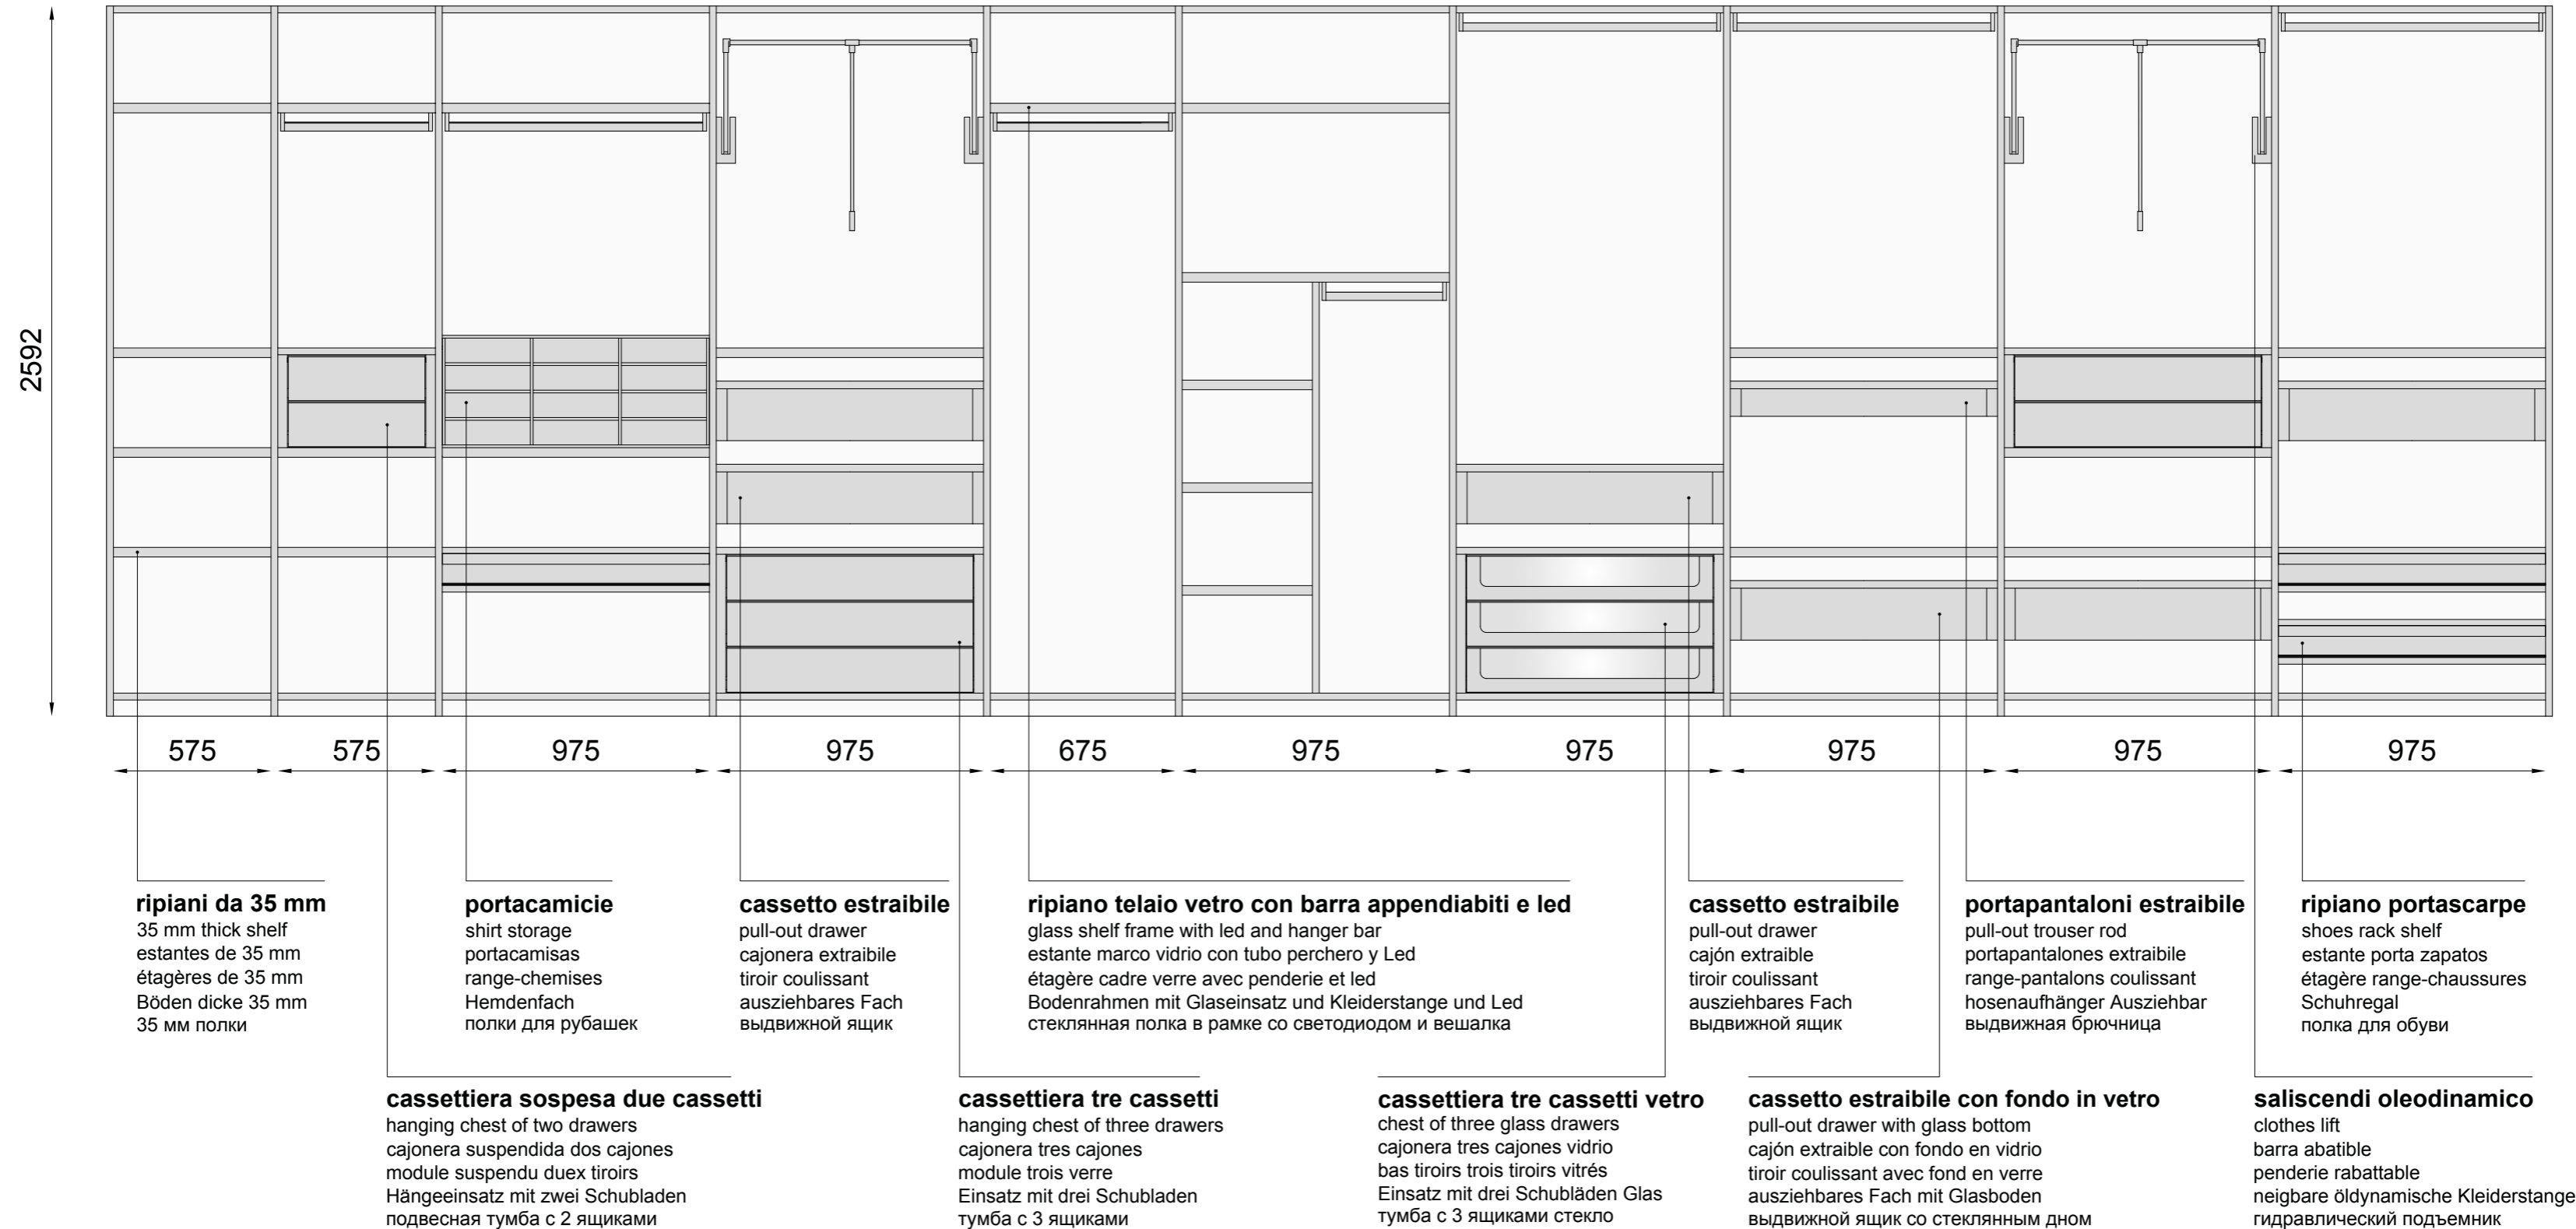 2592
575
575
975
975
675
975
975
975
975
975
ripiani da 35 mm
35 mm thick shelf
estantes de 35 mm
étagères de 35 mm
Böden dicke 35 mm
35 мм полки
portacamicie
shirt storage
portacamisas
range-chemises
Hemdenfach
полки для рубашек
cassetto estraibile
pull-out drawer
cajonera extraibile
tiroir coulissant
ausziehbares Fach
выдвижной ящик
ripiano telaio vetro con barra appendiabiti e led
glass shelf frame with led and hanger bar
estante marco vidrio con tubo perchero y Led
étagère cadre verre avec penderie et led
Bodenrahmen mit Glaseinsatz und Kleiderstange und Led
стеклянная полка в рамке со светодиодом и вешалка
cassetto estraibile
pull-out drawer
cajón extraible
tiroir coulissant
ausziehbares Fach
выдвижной ящик
portapantaloni estraibile
pull-out trouser rod
portapantalones extraibile
range-pantalons coulissant
hosenaufhänger Ausziehbar
выдвижная брючница
ripiano portascarpe
shoes rack shelf
estante porta zapatos
étagère range-chaussures
Schuhregal
полка для обуви
cassettiera sospesa due cassetti
hanging chest of two drawers
cajonera suspendida dos cajones
module suspendu duex tiroirs
Hängeeinsatz mit zwei Schubladen
подвесная тумба с 2 ящиками
cassettiera tre cassetti
hanging chest of three drawers
cajonera tres cajones
module trois verre
Einsatz mit drei Schubladen
тумба с 3 ящиками
cassettiera tre cassetti vetro
chest of three glass drawers
cajonera tres cajones vidrio
bas tiroirs trois tiroirs vitrés
Einsatz mit drei Schubläden Glas
тумба с 3 ящиками стекло
cassetto estraibile con fondo in vetro
pull-out drawer with glass bottom
cajón extraible con fondo en vidrio
tiroir coulissant avec fond en verre
ausziehbares Fach mit Glasboden
выдвижной ящик со стеклянным дном
saliscendi oleodinamico
clothes lift
barra abatible
penderie rabattable
neigbare öldynamische Kleiderstange
гидравлический подъемник